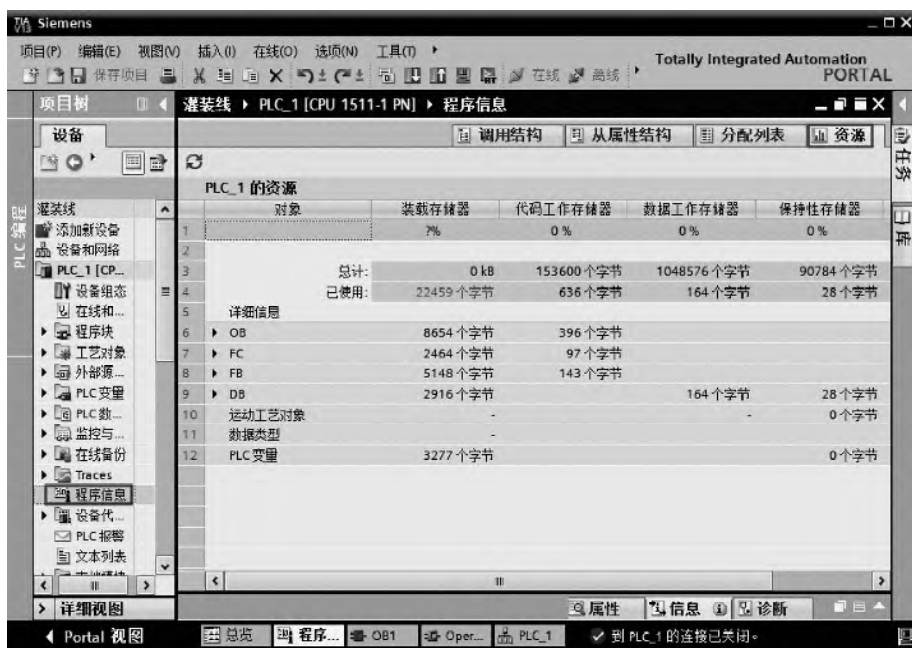 TIA V13 Siemens
项目(P) 编辑(E) 视图(V) 插入(I) 在线(O) 选项(N) 工具(T)
保存项目 在线 离线
Totally Integrated Automation
PORTAL
项目树
灌装线 ▸ PLC_1 [CPU 1511-1 PN] ▸ 程序信息
设备
调用结构 从属性结构 分配列表 资源
任务
库
PLC 编程
PLC_1 的资源
灌装线
添加新设备
设备和网络
PLC_1 [CP...
设备组态
在线和...
程序块
工艺对象
外部源...
PLC变量
PLC 数...
监控与...
在线备份
Traces
程序信息
设备代...
PLC报警
文本列表
对象 装载存储器 代码工作存储器 数据工作存储器 保持性存储器
1 ?% 0 % 0 % 0 %
2
3 总计: 0 kB 153600 个字节 1048576 个字节 90784 个字节
4 已使用: 22459 个字节 636 个字节 164 个字节 28 个字节
5 详细信息
6 OB 8654 个字节 396 个字节
7 FC 2464 个字节 97 个字节
8 FB 5148 个字节 143 个字节
9 DB 2916 个字节 164 个字节 28 个字节
10 运动工艺对象 - - 0 个字节
11 数据类型 -
12 PLC 变量 3277 个字节 0 个字节
详细视图
属性 信息 诊断
Portal 视图 总览 程序... OB1 Oper... PLC_1 到 PLC_1 的连接已关闭。